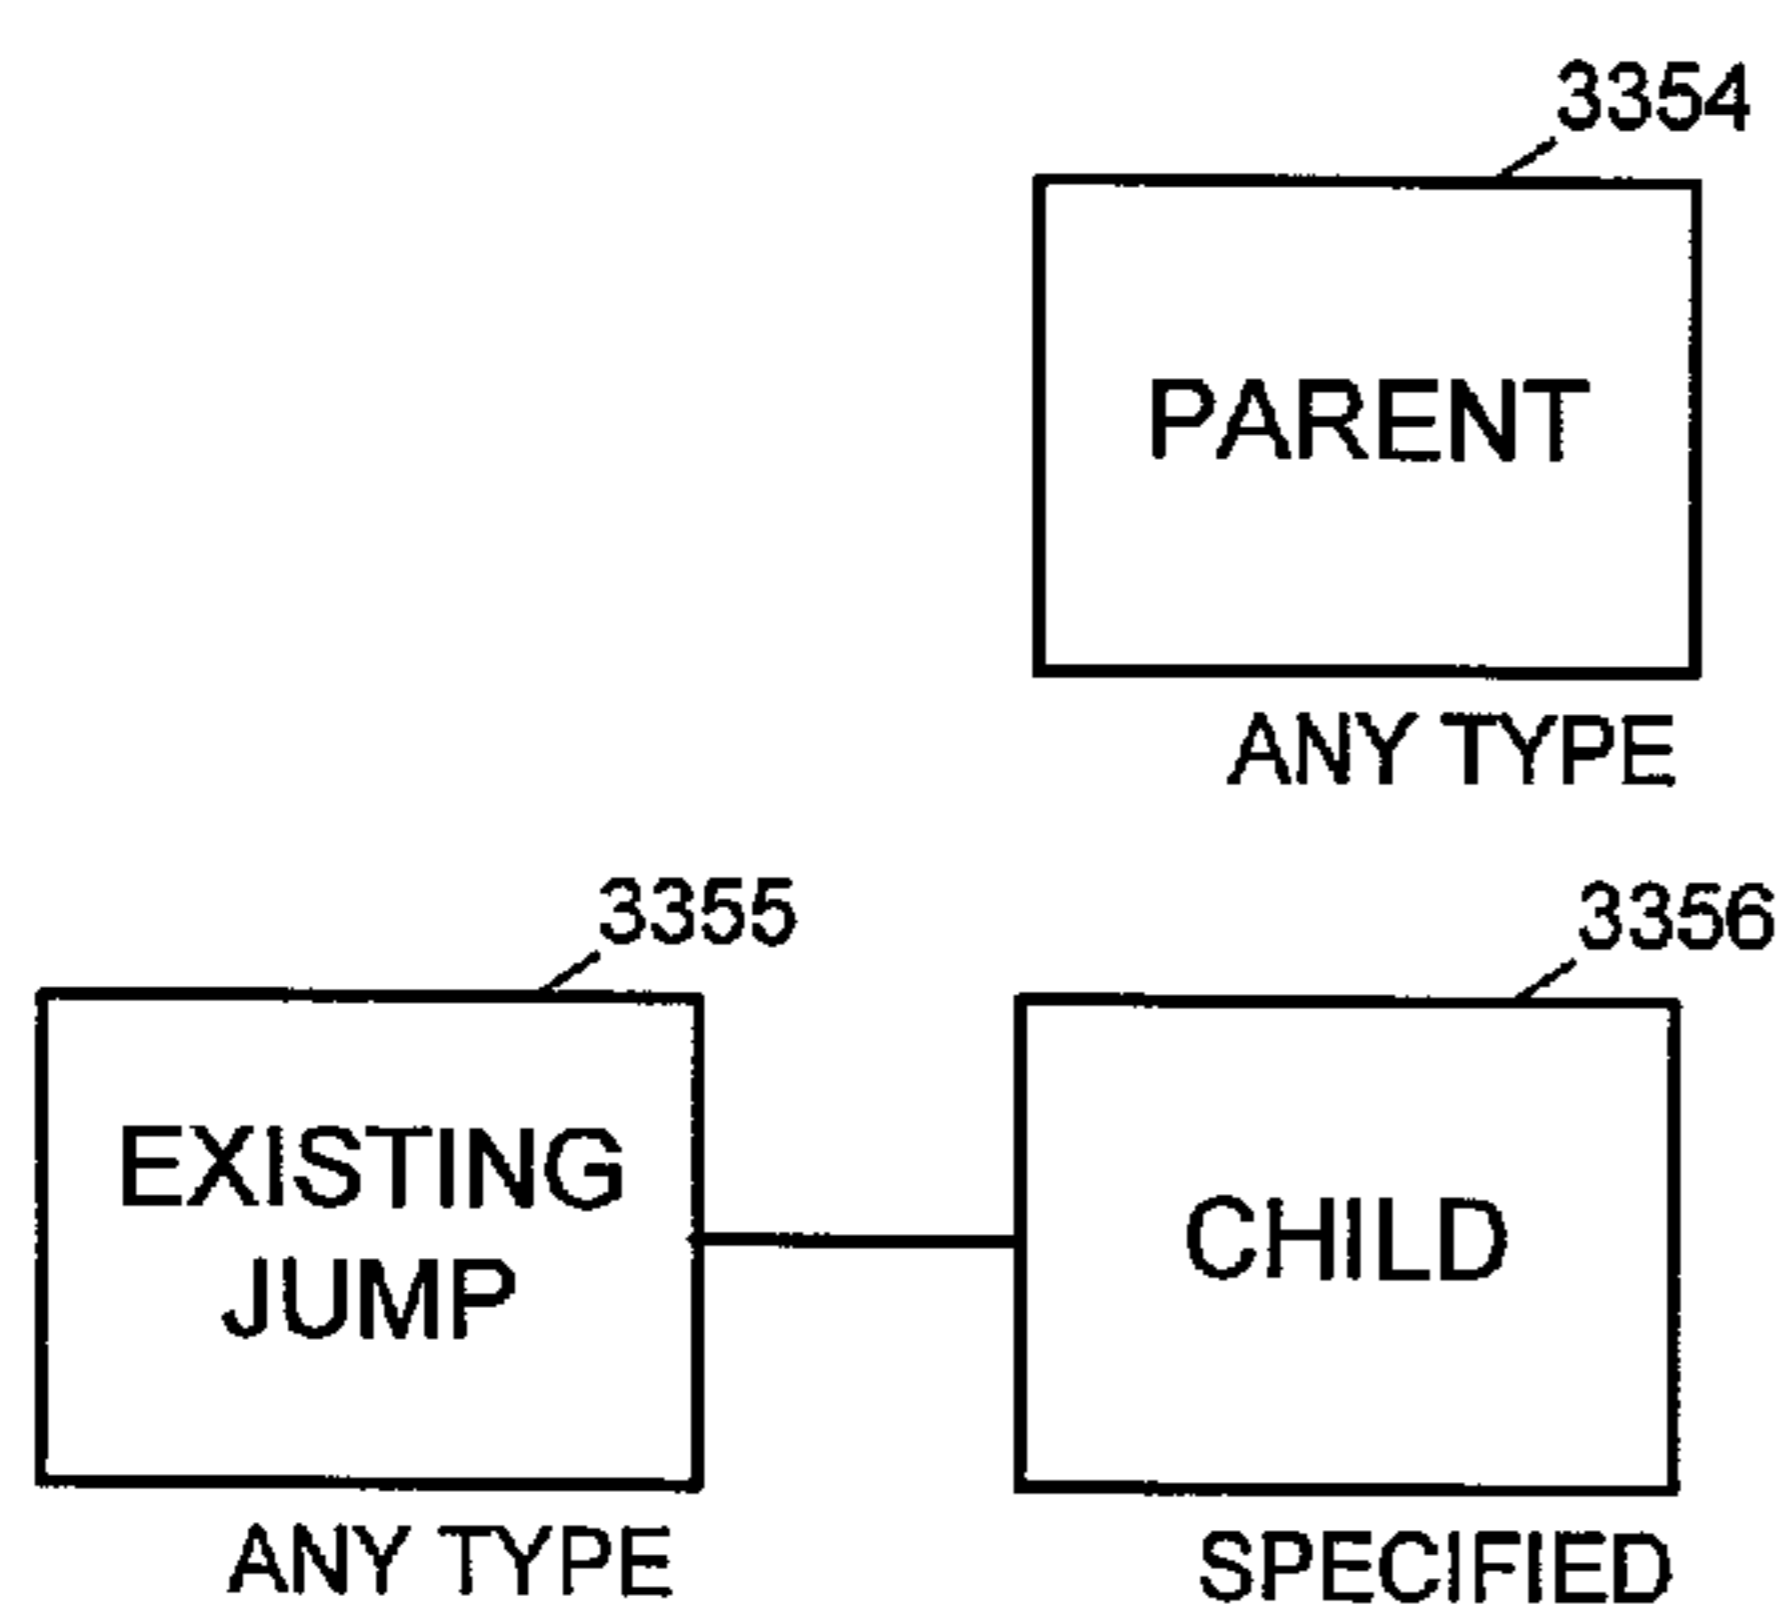 3354
PARENT
ANY TYPE
3355
EXISTING
JUMP
ANY TYPE
3356
CHILD
SPECIFIED